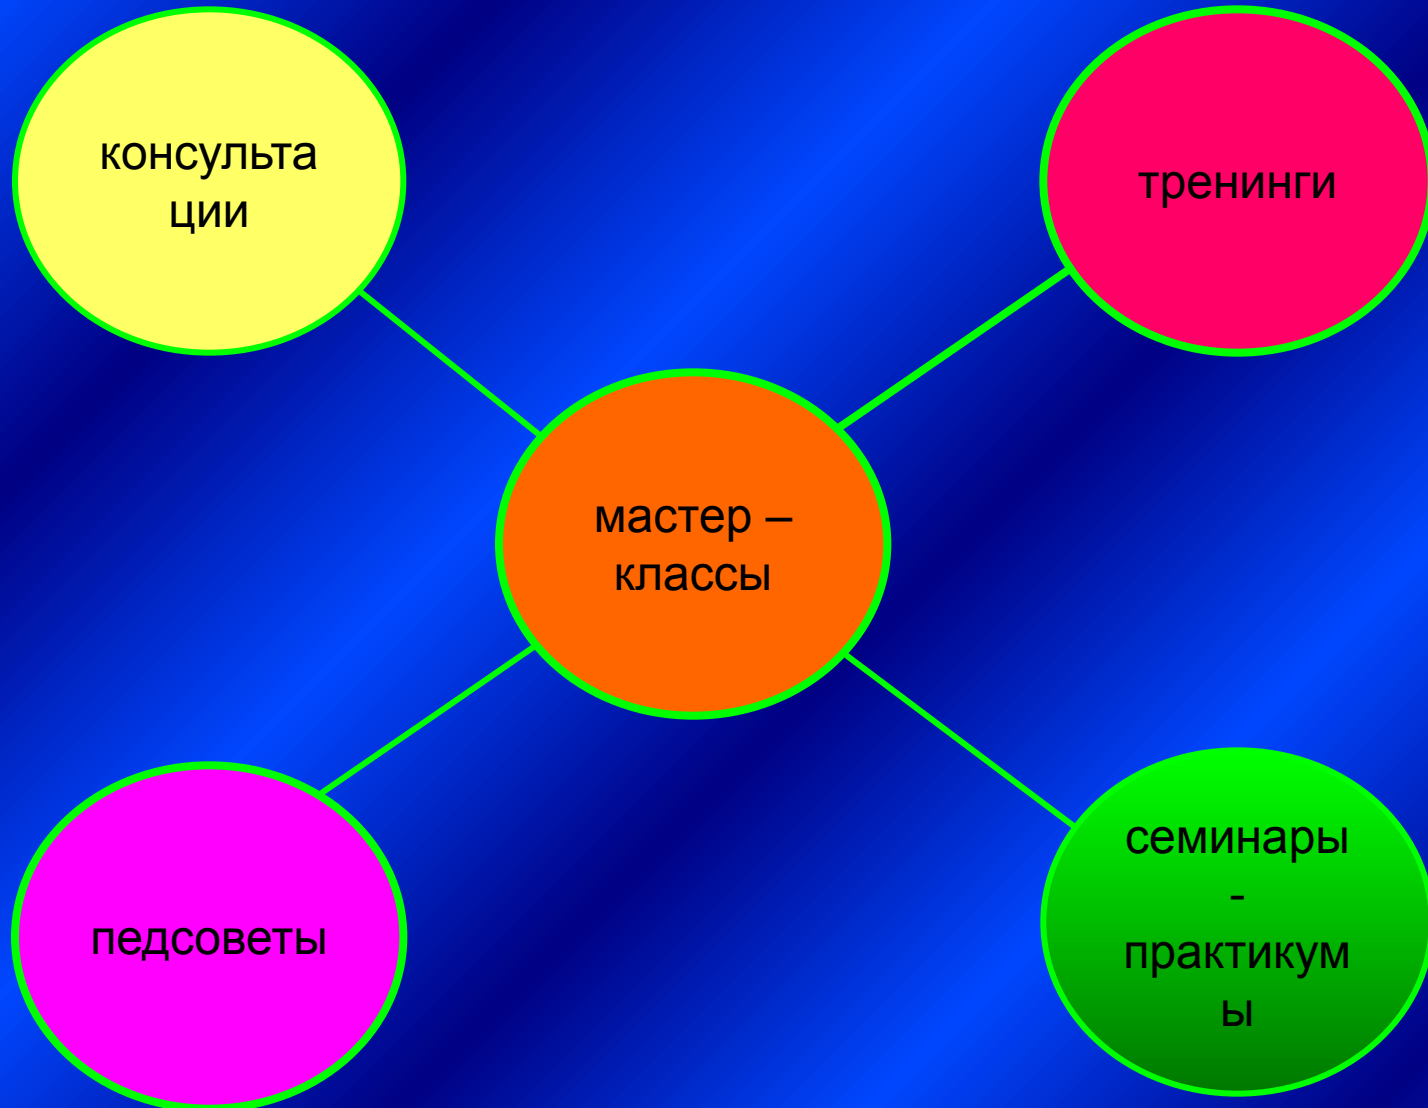 консульта
ции
тренинги
мастер –
классы
педсоветы
семинары
-
практикум
ы